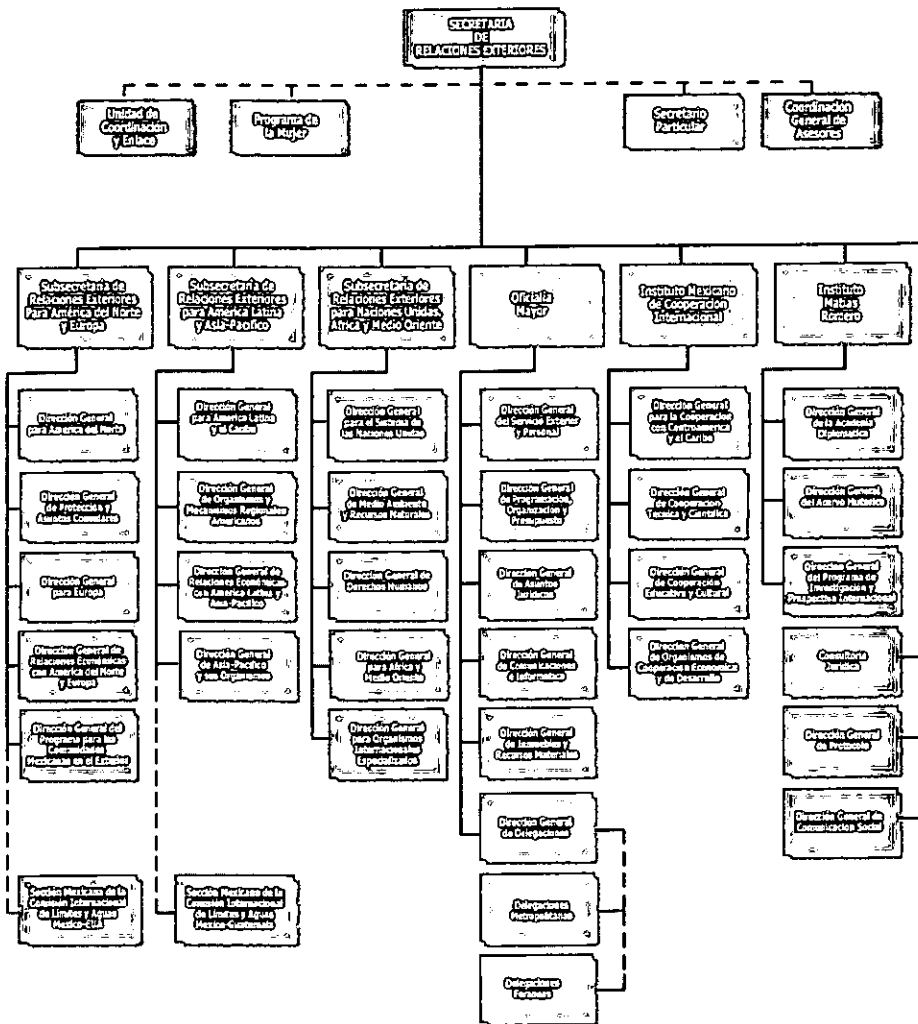 SECRETARIA
DE
RELACIONES EXTERIORES
Unidad de
Coordinación
y Enlace
Programa de
la Mujer
Secretario
Particular
Coordinación
General de
Asesores
Subsecretaría de
Relaciones Exteriores
Para América del Norte
y Europa
Subsecretaría de
Relaciones Exteriores
para América Latina
y Asia-Pacífico
Subsecretaría de
Relaciones Exteriores
para Naciones Unidas,
Africa y Medio Oriente
Oficialía
Mayor
Instituto Mexicano
de Cooperación
Internacional
Instituto
Matías
Romero
Dirección General
para América del Norte
Dirección General
de Protección y
Asuntos Consulares
Dirección General
para Europa
Dirección General de
Relaciones Económicas
con América del Norte
y Europa
Dirección General del
Programa para las
Comunidades
Mexicanas en el
Sección Mexicana de la
Comisión Internacional
de Límites y Aguas
México-EUA
Dirección General
para América Latina
y el Caribe
Dirección General
de Organismos y
Mecanismos Regionales
Americanos
Dirección General de
Relaciones Económicas
con América Latina y
Asia-Pacífico
Dirección General
de Asia-Pacífico
y sus Organismos
Sección Mexicana de la
Comisión Internacional
de Límites y Aguas
México-Guatemala
Dirección General
para el Sistema de
las Naciones Unidas
Dirección General
de Medio Ambiente
y Recursos Naturales
Dirección General de
Derechos Humanos
Dirección General
para Africa y
Medio Oriente
Dirección General
para Organismos
Internacionales
Especializados
Dirección General
del Servicio Exterior
y Personal
Dirección General
de Programación,
Organización y
Presupuesto
Dirección General
de Asuntos
Jurídicos
Dirección General
de Comunicaciones
e Informática
Dirección General
de Inmuebles y
Recursos Materiales
Dirección General
de Delegaciones
Delegaciones
Metropolitanas
Delegaciones
Foráneas
Dirección General
para la Cooperación
con Centroamérica
y el Caribe
Dirección General
de Cooperación
Técnica y Científica
Dirección General
de Cooperación
Educativa y Cultural
Dirección General
de Organismos de
Cooperación Económica
y de Desarrollo
Dirección General
de la Academia
Diplomática
Dirección General
del Acervo Histórico
Dirección General
del Programa de
Investigación y
Prospectiva Internacional
Consultoría
Jurídica
Dirección General
de Protocolo
Dirección General de
Comunicación Social